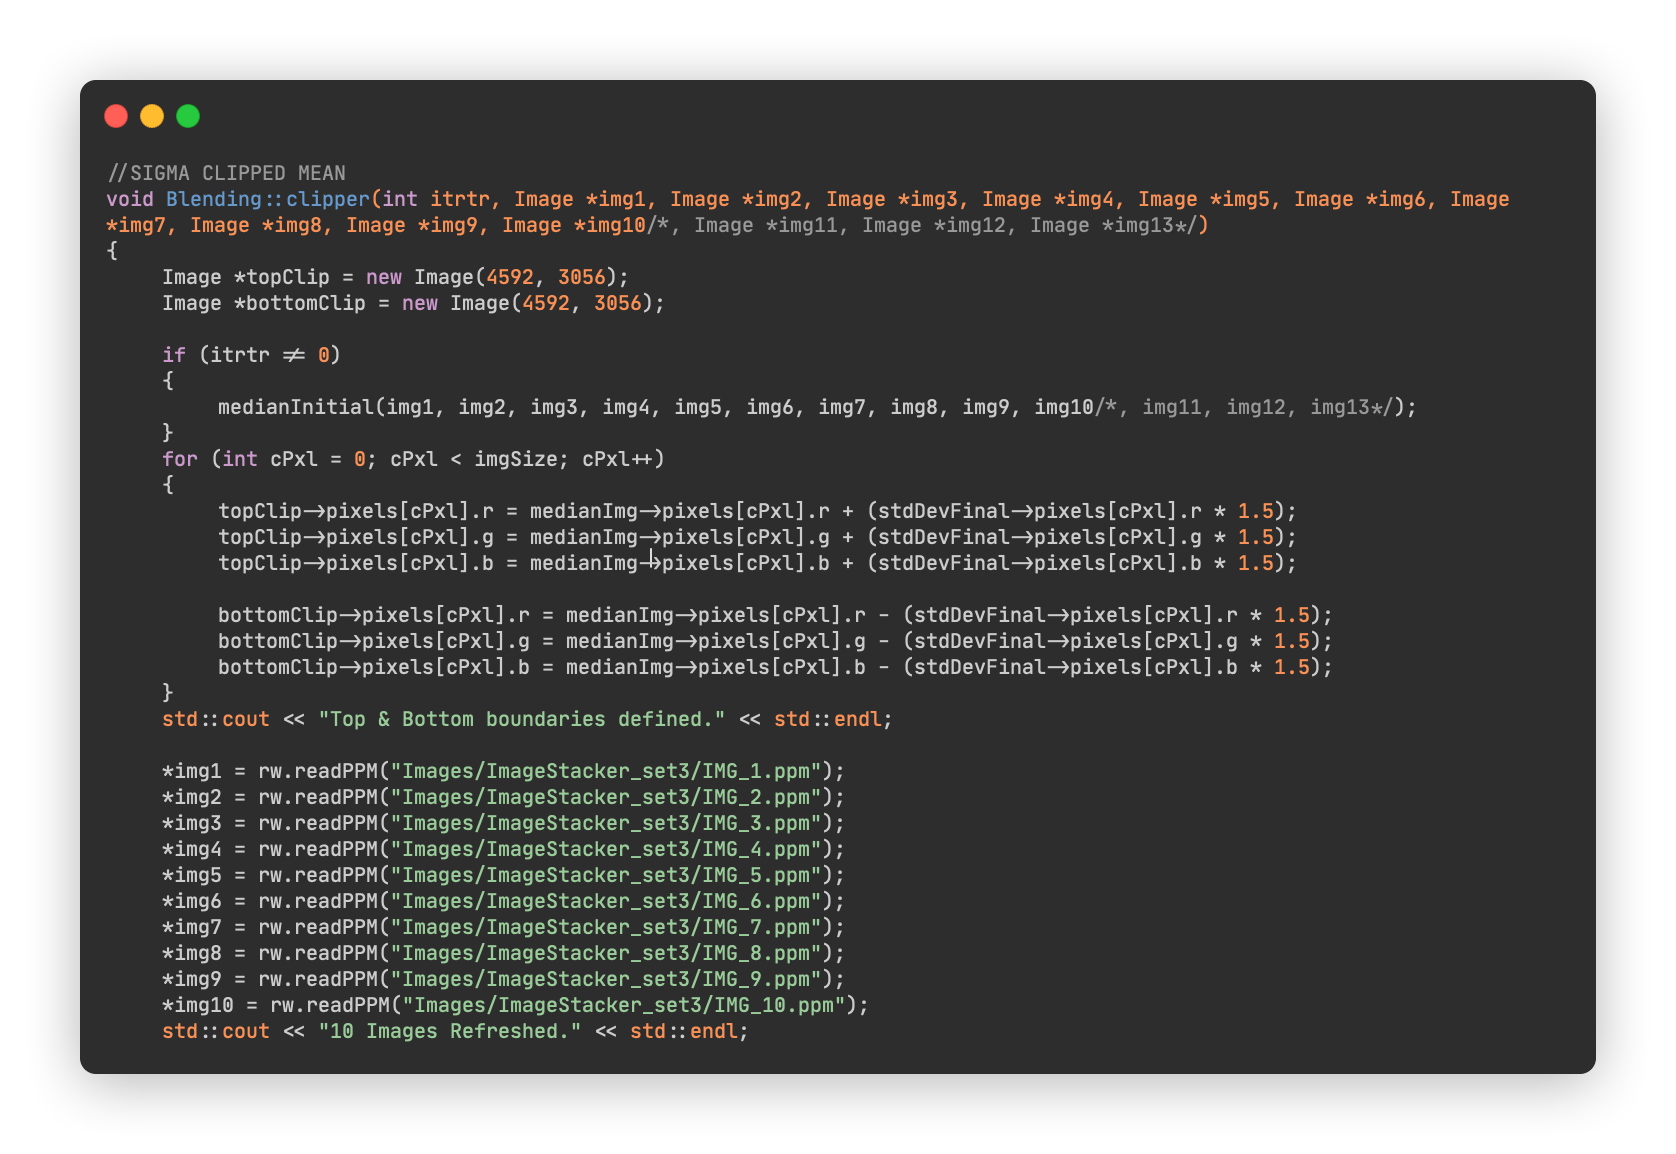 //SIGMA CLIPPED MEAN
void Blending::clipper(int itrtr, Image *img1, Image *img2, Image *img3, Image *img4, Image *img5, Image *img6, Image
*img7, Image *img8, Image *img9, Image *img10/*, Image *img11, Image *img12, Image *img13*/)
{
Image *topClip = new Image(4592, 3056);
Image *bottomClip = new Image(4592, 3056);
if (itrtr != 0)
{
medianInitial(img1, img2, img3, img4, img5, img6, img7, img8, img9, img10/*, img11, img12, img13*/);
}
for (int cPxl = 0; cPxl < imgSize; cPxl++)
{
topClip->pixels[cPxl].r = medianImg->pixels[cPxl].r + (stdDevFinal->pixels[cPxl].r * 1.5);
topClip->pixels[cPxl].g = medianImg->pixels[cPxl].g + (stdDevFinal->pixels[cPxl].g * 1.5);
topClip->pixels[cPxl].b = medianImg->pixels[cPxl].b + (stdDevFinal->pixels[cPxl].b * 1.5);
bottomClip->pixels[cPxl].r = medianImg->pixels[cPxl].r - (stdDevFinal->pixels[cPxl].r * 1.5);
bottomClip->pixels[cPxl].g = medianImg->pixels[cPxl].g - (stdDevFinal->pixels[cPxl].g * 1.5);
bottomClip->pixels[cPxl].b = medianImg->pixels[cPxl].b - (stdDevFinal->pixels[cPxl].b * 1.5);
}
std::cout << "Top & Bottom boundaries defined." << std::endl;
*img1 = rw.readPPM("Images/ImageStacker_set3/IMG_1.ppm");
*img2 = rw.readPPM("Images/ImageStacker_set3/IMG_2.ppm");
*img3 = rw.readPPM("Images/ImageStacker_set3/IMG_3.ppm");
*img4 = rw.readPPM("Images/ImageStacker_set3/IMG_4.ppm");
*img5 = rw.readPPM("Images/ImageStacker_set3/IMG_5.ppm");
*img6 = rw.readPPM("Images/ImageStacker_set3/IMG_6.ppm");
*img7 = rw.readPPM("Images/ImageStacker_set3/IMG_7.ppm");
*img8 = rw.readPPM("Images/ImageStacker_set3/IMG_8.ppm");
*img9 = rw.readPPM("Images/ImageStacker_set3/IMG_9.ppm");
*img10 = rw.readPPM("Images/ImageStacker_set3/IMG_10.ppm");
std::cout << "10 Images Refreshed." << std::endl;